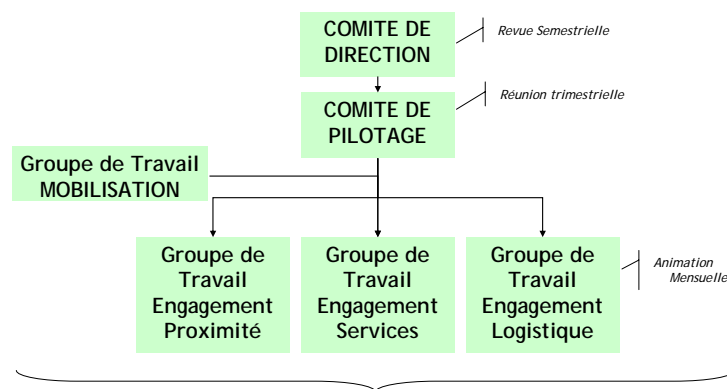 COMITE DE
DIRECTION
Revue Semestrielle
COMITE DE
PILOTAGE
Réunion trimestrielle
Groupe de Travail
MOBILISATION
Groupe de
Travail
Engagement
Proximité
Groupe de
Travail
Engagement
Services
Groupe de
Travail
Engagement
Logistique
Animation
Mensuelle